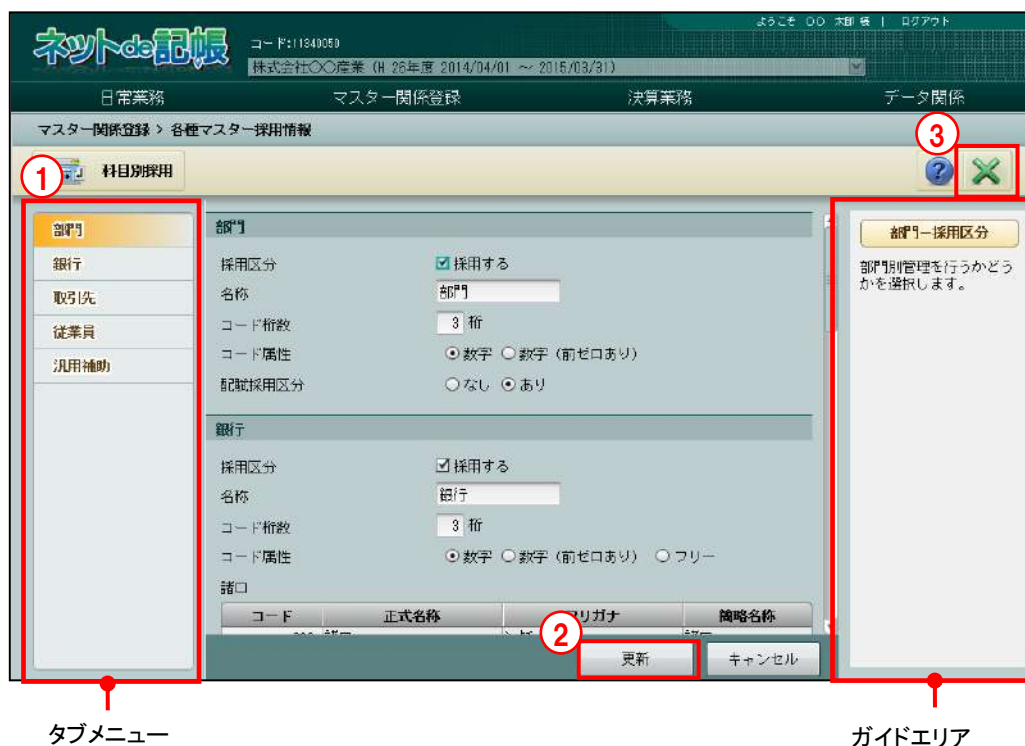 ようこそ 〇〇 太郎 様 | ログアウト
ネットde記帳
コード:11340050
株式会社〇〇産業 (H 26年度 2014/04/01 ～ 2015/03/31)
日常業務 マスター関係登録 決算業務 データ関係
マスター関係登録 > 各種マスター採用情報
③
① 科目別採用 ?
部門
銀行
取引先
従業員
汎用補助
部門
採用区分 採用する
名称 部門
コード桁数 3 桁
コード属性 数字 数字 (前ゼロあり)
配賦採用区分 なし あり
銀行
採用区分 採用する
名称 銀行
コード桁数 3 桁
コード属性 数字 数字 (前ゼロあり) フリー
諸口
コード 正式名称 フリガナ 簡略名称
②
更新 キャンセル
部門－採用区分
部門別管理を行うかどう
かを選択します。
タブメニュー
ガイドエリア